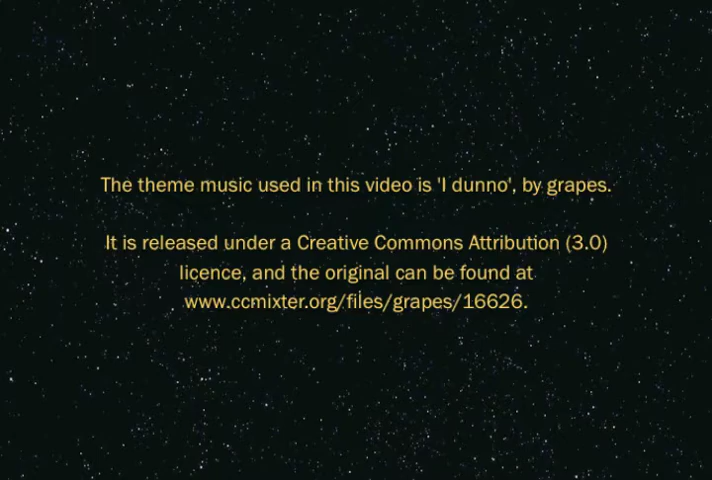 The theme music used in this video is 'I dunno', by grapes.
It is released under a Creative Commons Attribution (3.0)
licence, and the original can be found at
www.ccmixter.org/files/grapes/16626.